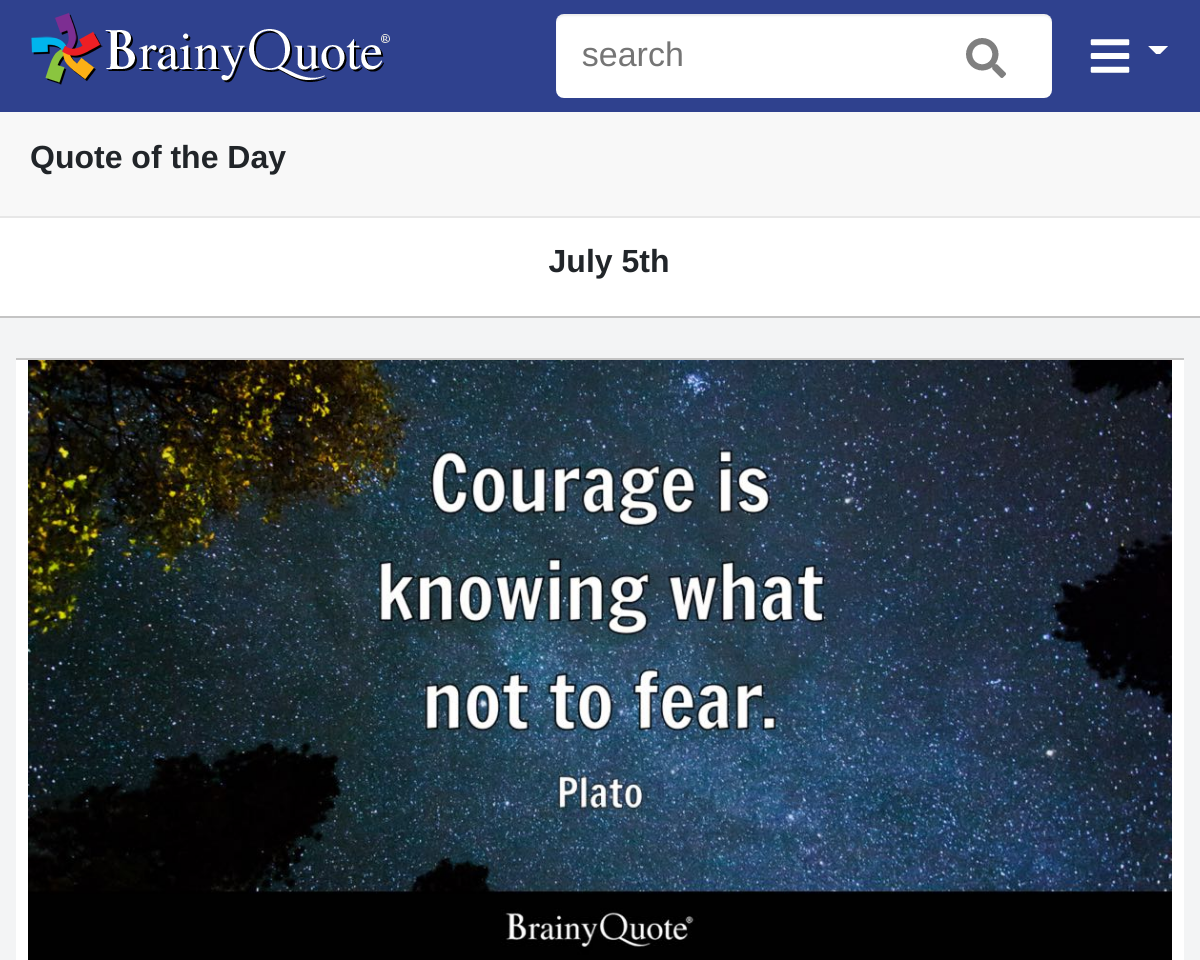 BrainyQuote®
search
Quote of the Day
July 5th
Courage is
knowing what
not to fear.
Plato
BrainyQuote®